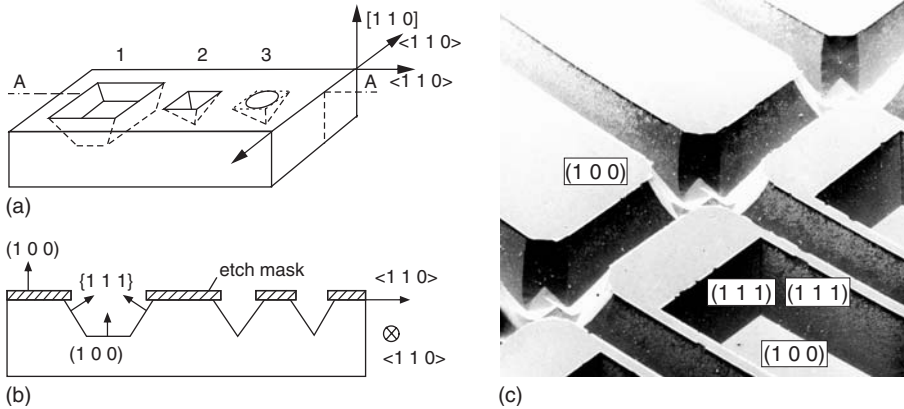 [1 1 0]
<1 1 0>
1 2 3
A A
<1 1 0>
(a)
(1 0 0)
etch mask
{1 1 1}
<1 1 0>
(1 0 0)
<1 1 0>
(b)
(1 0 0)
(1 1 1) (1 1 1)
(1 0 0)
(c)